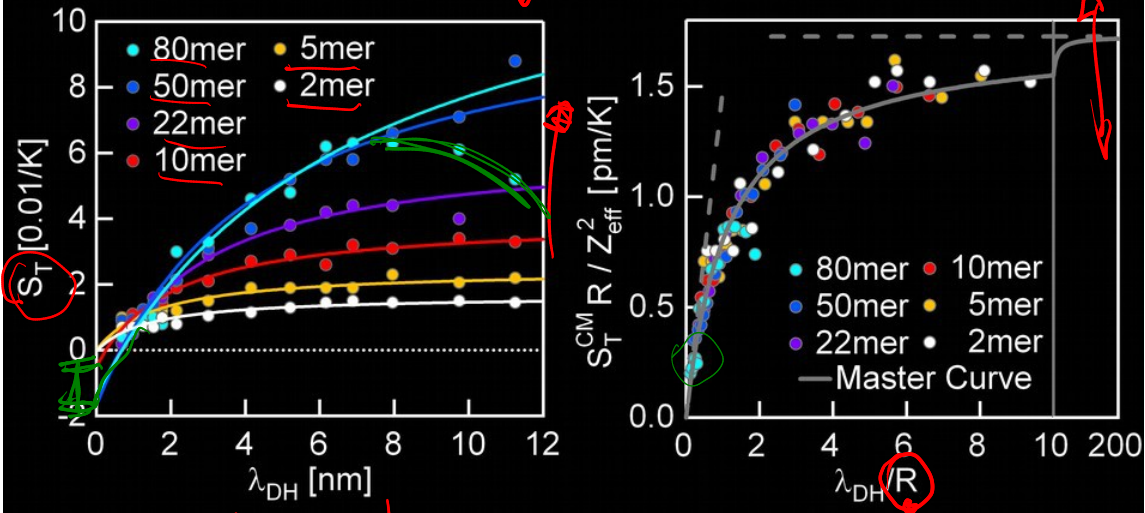 10
80mer
5mer
50mer
2mer
22mer
10mer
8
6
4
2
0
-2
S_T [0.01/K]
0 2 4 6 8 10 12
λ_DH [nm]
1.5
1.0
0.5
0.0
S_T^CM R / Z_eff^2 [pm/K]
80mer
10mer
50mer
5mer
22mer
2mer
Master Curve
0 2 4 6 8 10 200
λ_DH/R